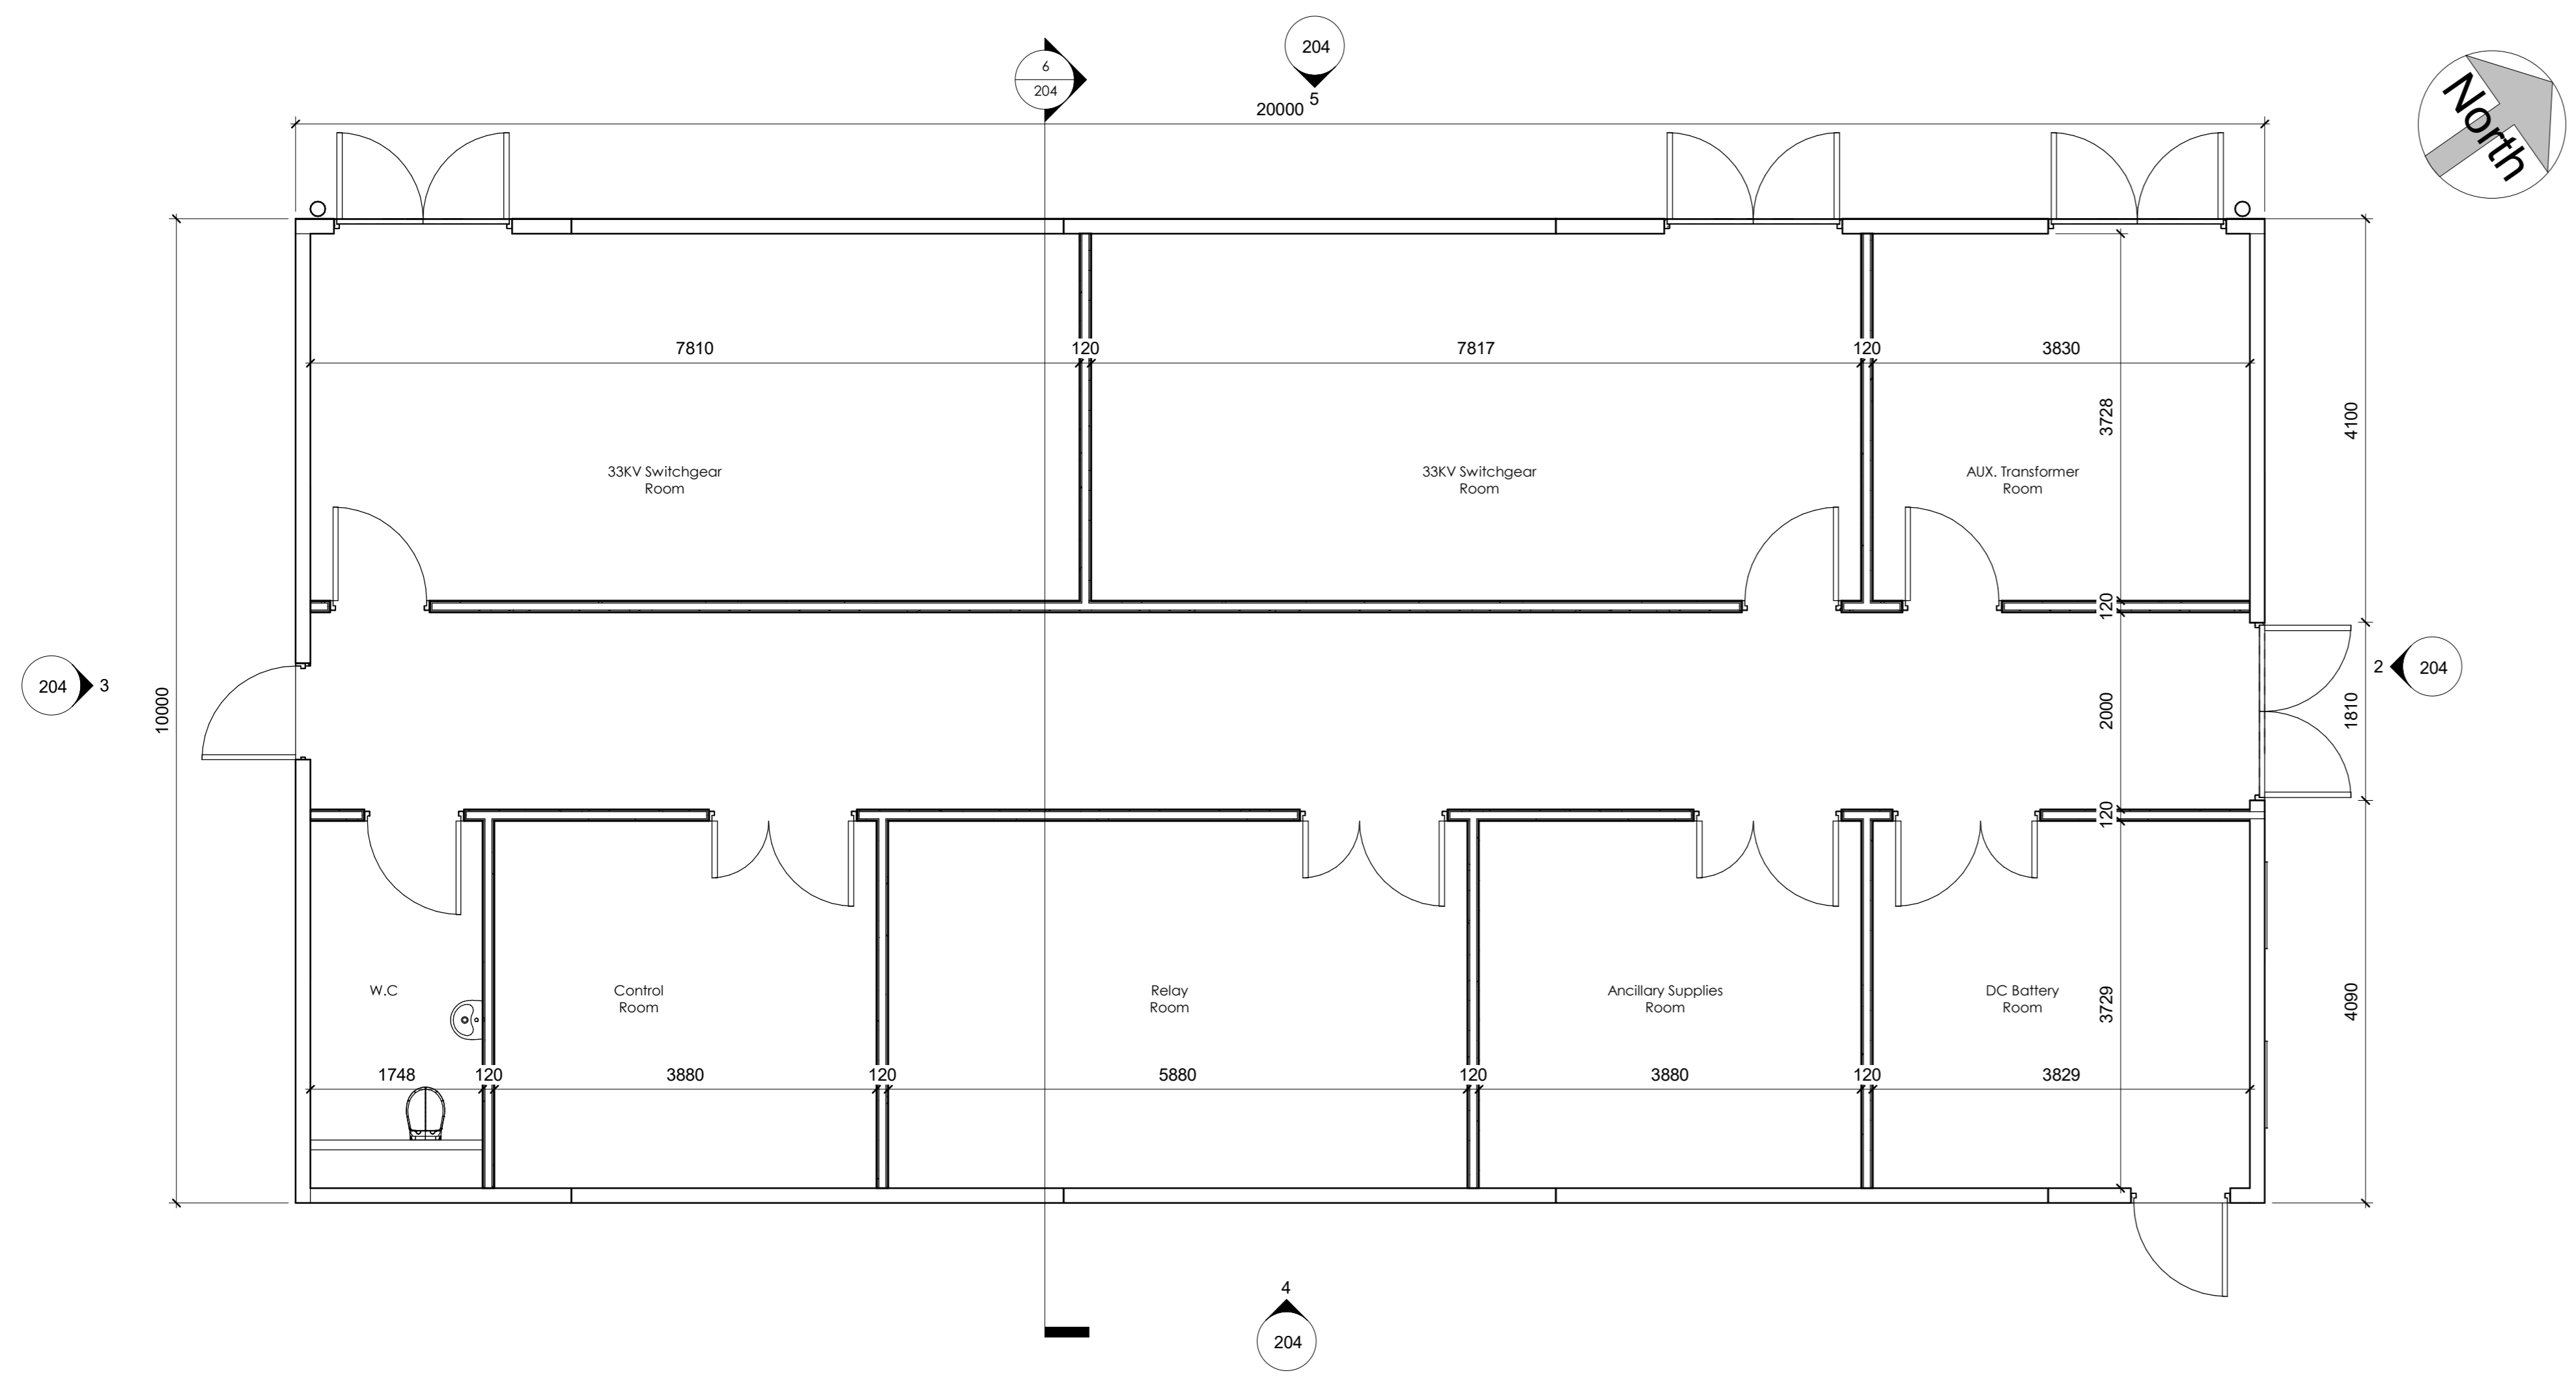 204
6
204
5
20000
North
7810
120
7817
120
3830
3728
4100
33KV Switchgear
Room
33KV Switchgear
Room
AUX. Transformer
Room
120
204
3
10000
2000
1810
2
204
120
W.C
Control
Room
Relay
Room
Ancillary Supplies
Room
DC Battery
Room
3729
4090
1748
120
3880
120
5880
120
3880
120
3829
4
204